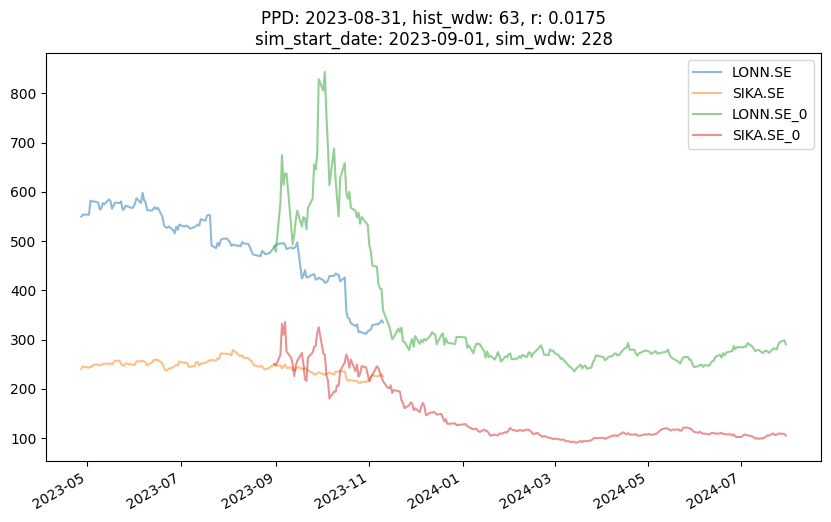 PPD: 2023-08-31, hist_wdw: 63, r: 0.0175
sim_start_date: 2023-09-01, sim_wdw: 228
LONN.SE
SIKA.SE
LONN.SE_0
SIKA.SE_0
800
700
600
500
400
300
200
100
2023-05
2023-07
2023-09
2023-11
2024-01
2024-03
2024-05
2024-07